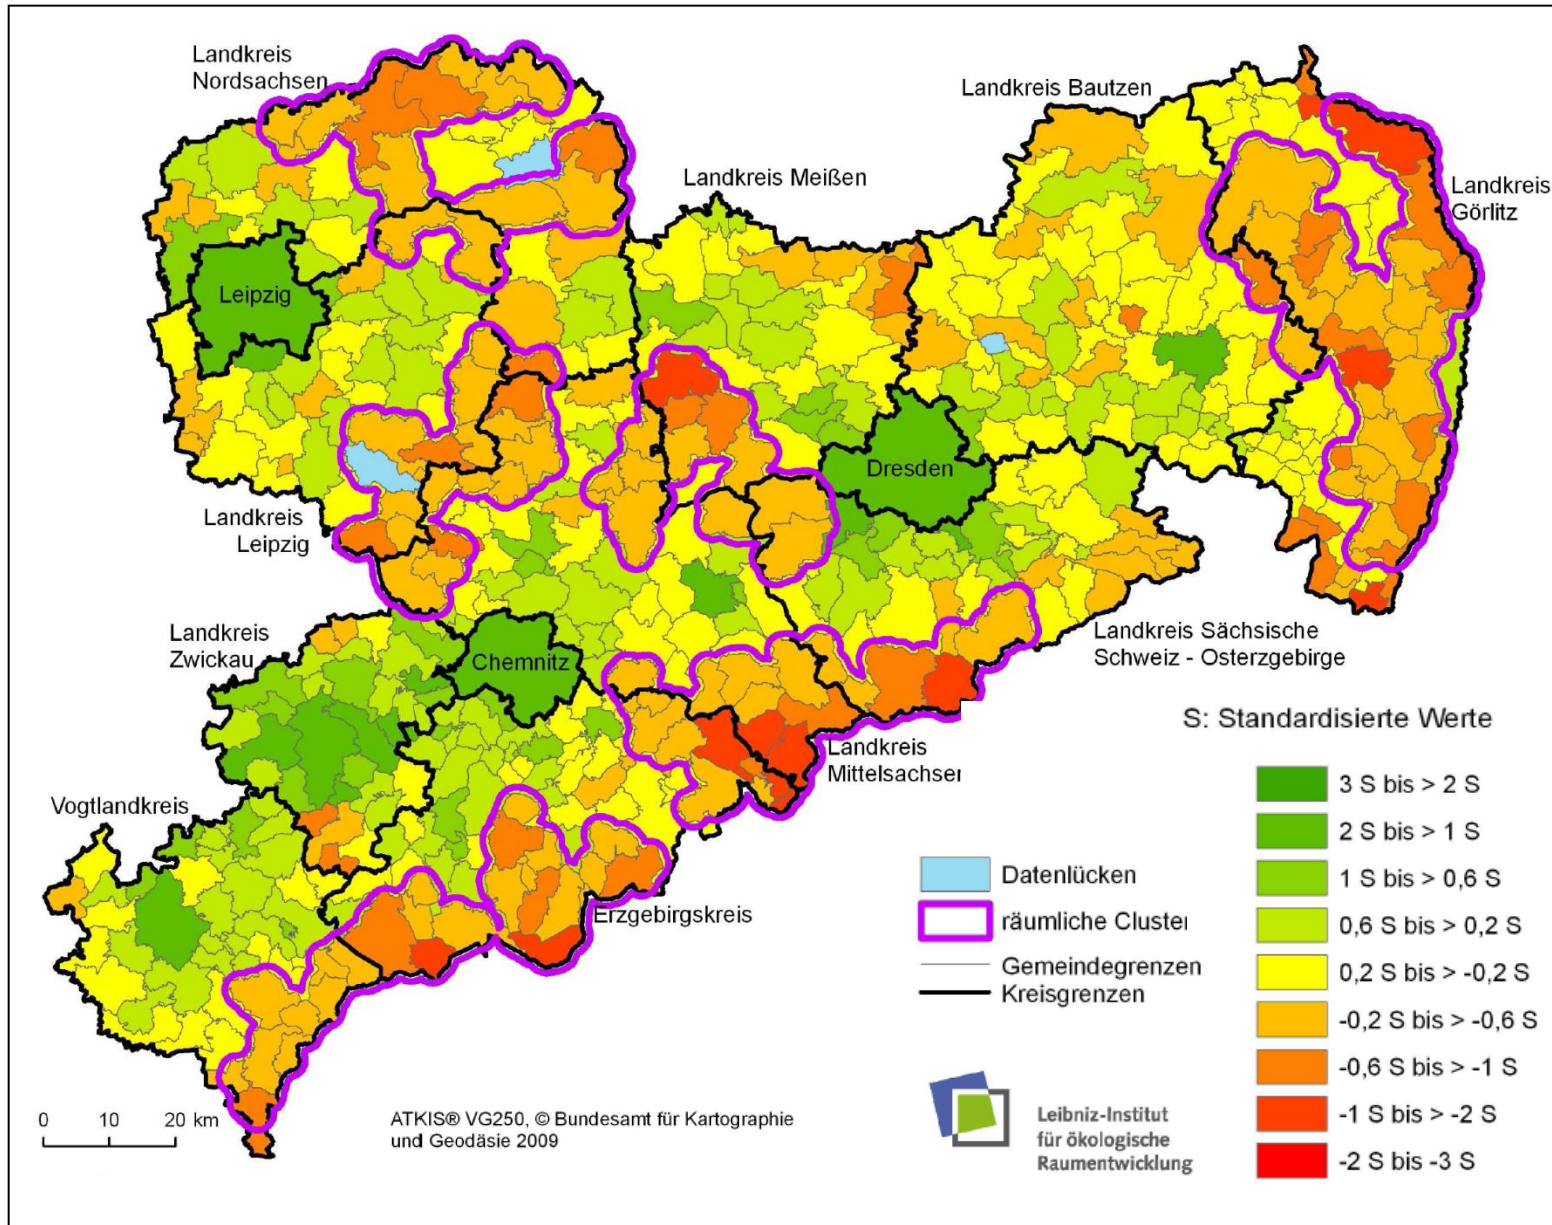 Landkreis
Nordsachsen
Landkreis Bautzen
Landkreis Meißen
Landkreis
Görlitz
Leipzig
Dresden
Landkreis
Leipzig
Landkreis
Zwickau
Chemnitz
Landkreis Sächsische
Schweiz - Osterzgebirge
Landkreis
Mittelsachser
Vogtlandkreis
Erzgebirgskreis
S: Standardisierte Werte
3 S bis > 2 S
2 S bis > 1 S
1 S bis > 0,6 S
0,6 S bis > 0,2 S
0,2 S bis > -0,2 S
-0,2 S bis > -0,6 S
-0,6 S bis > -1 S
-1 S bis > -2 S
-2 S bis -3 S
Datenlücken
räumliche Cluster
Gemeindegrenzen
Kreisgrenzen
0 10 20 km
ATKIS® VG250, © Bundesamt für Kartographie
und Geodäsie 2009
Leibniz-Institut
für ökologische
Raumentwicklung